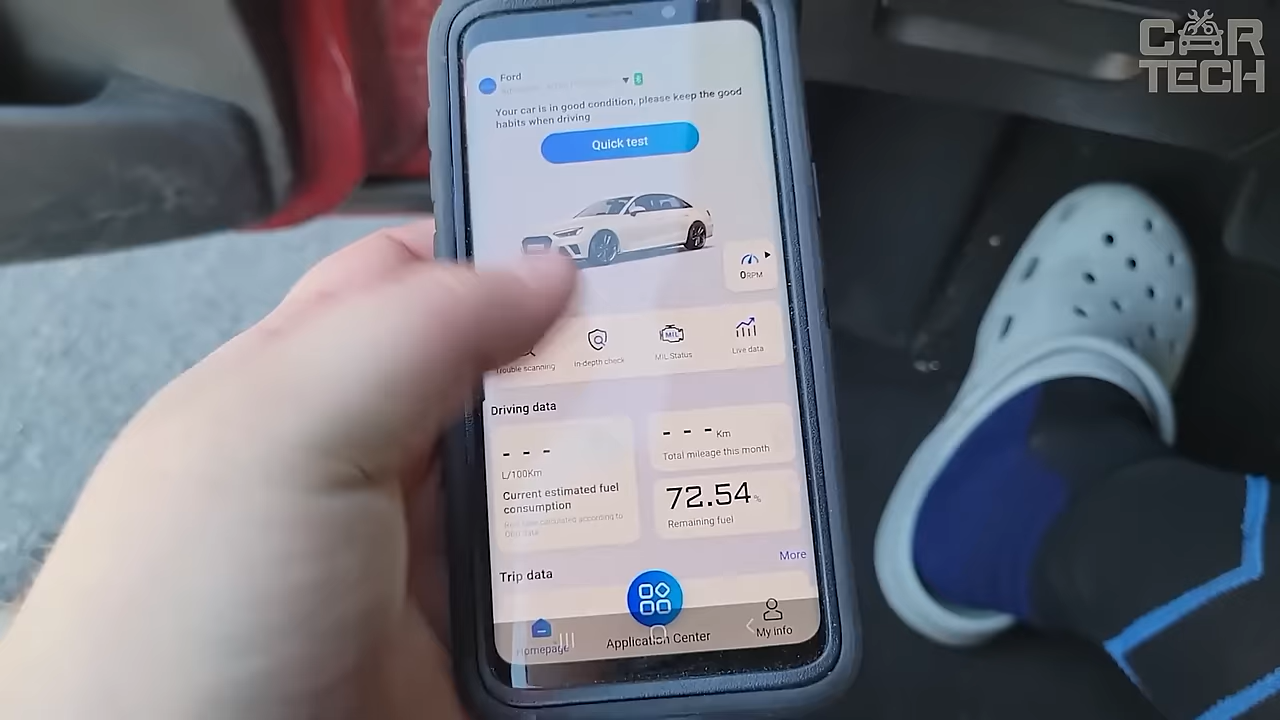 CAR
TECH
Ford
Your car is in good condition, please keep the good
habits when driving
Quick test
0RPM
Trouble scanning
In-depth check
MIL
MIL Status
Live data
Driving data
- - -
L/100Km
Current estimated fuel
consumption
- - - Km
Total mileage this month
72.54%
Remaining fuel
More
Trip data
Homepage
Application Center
My info